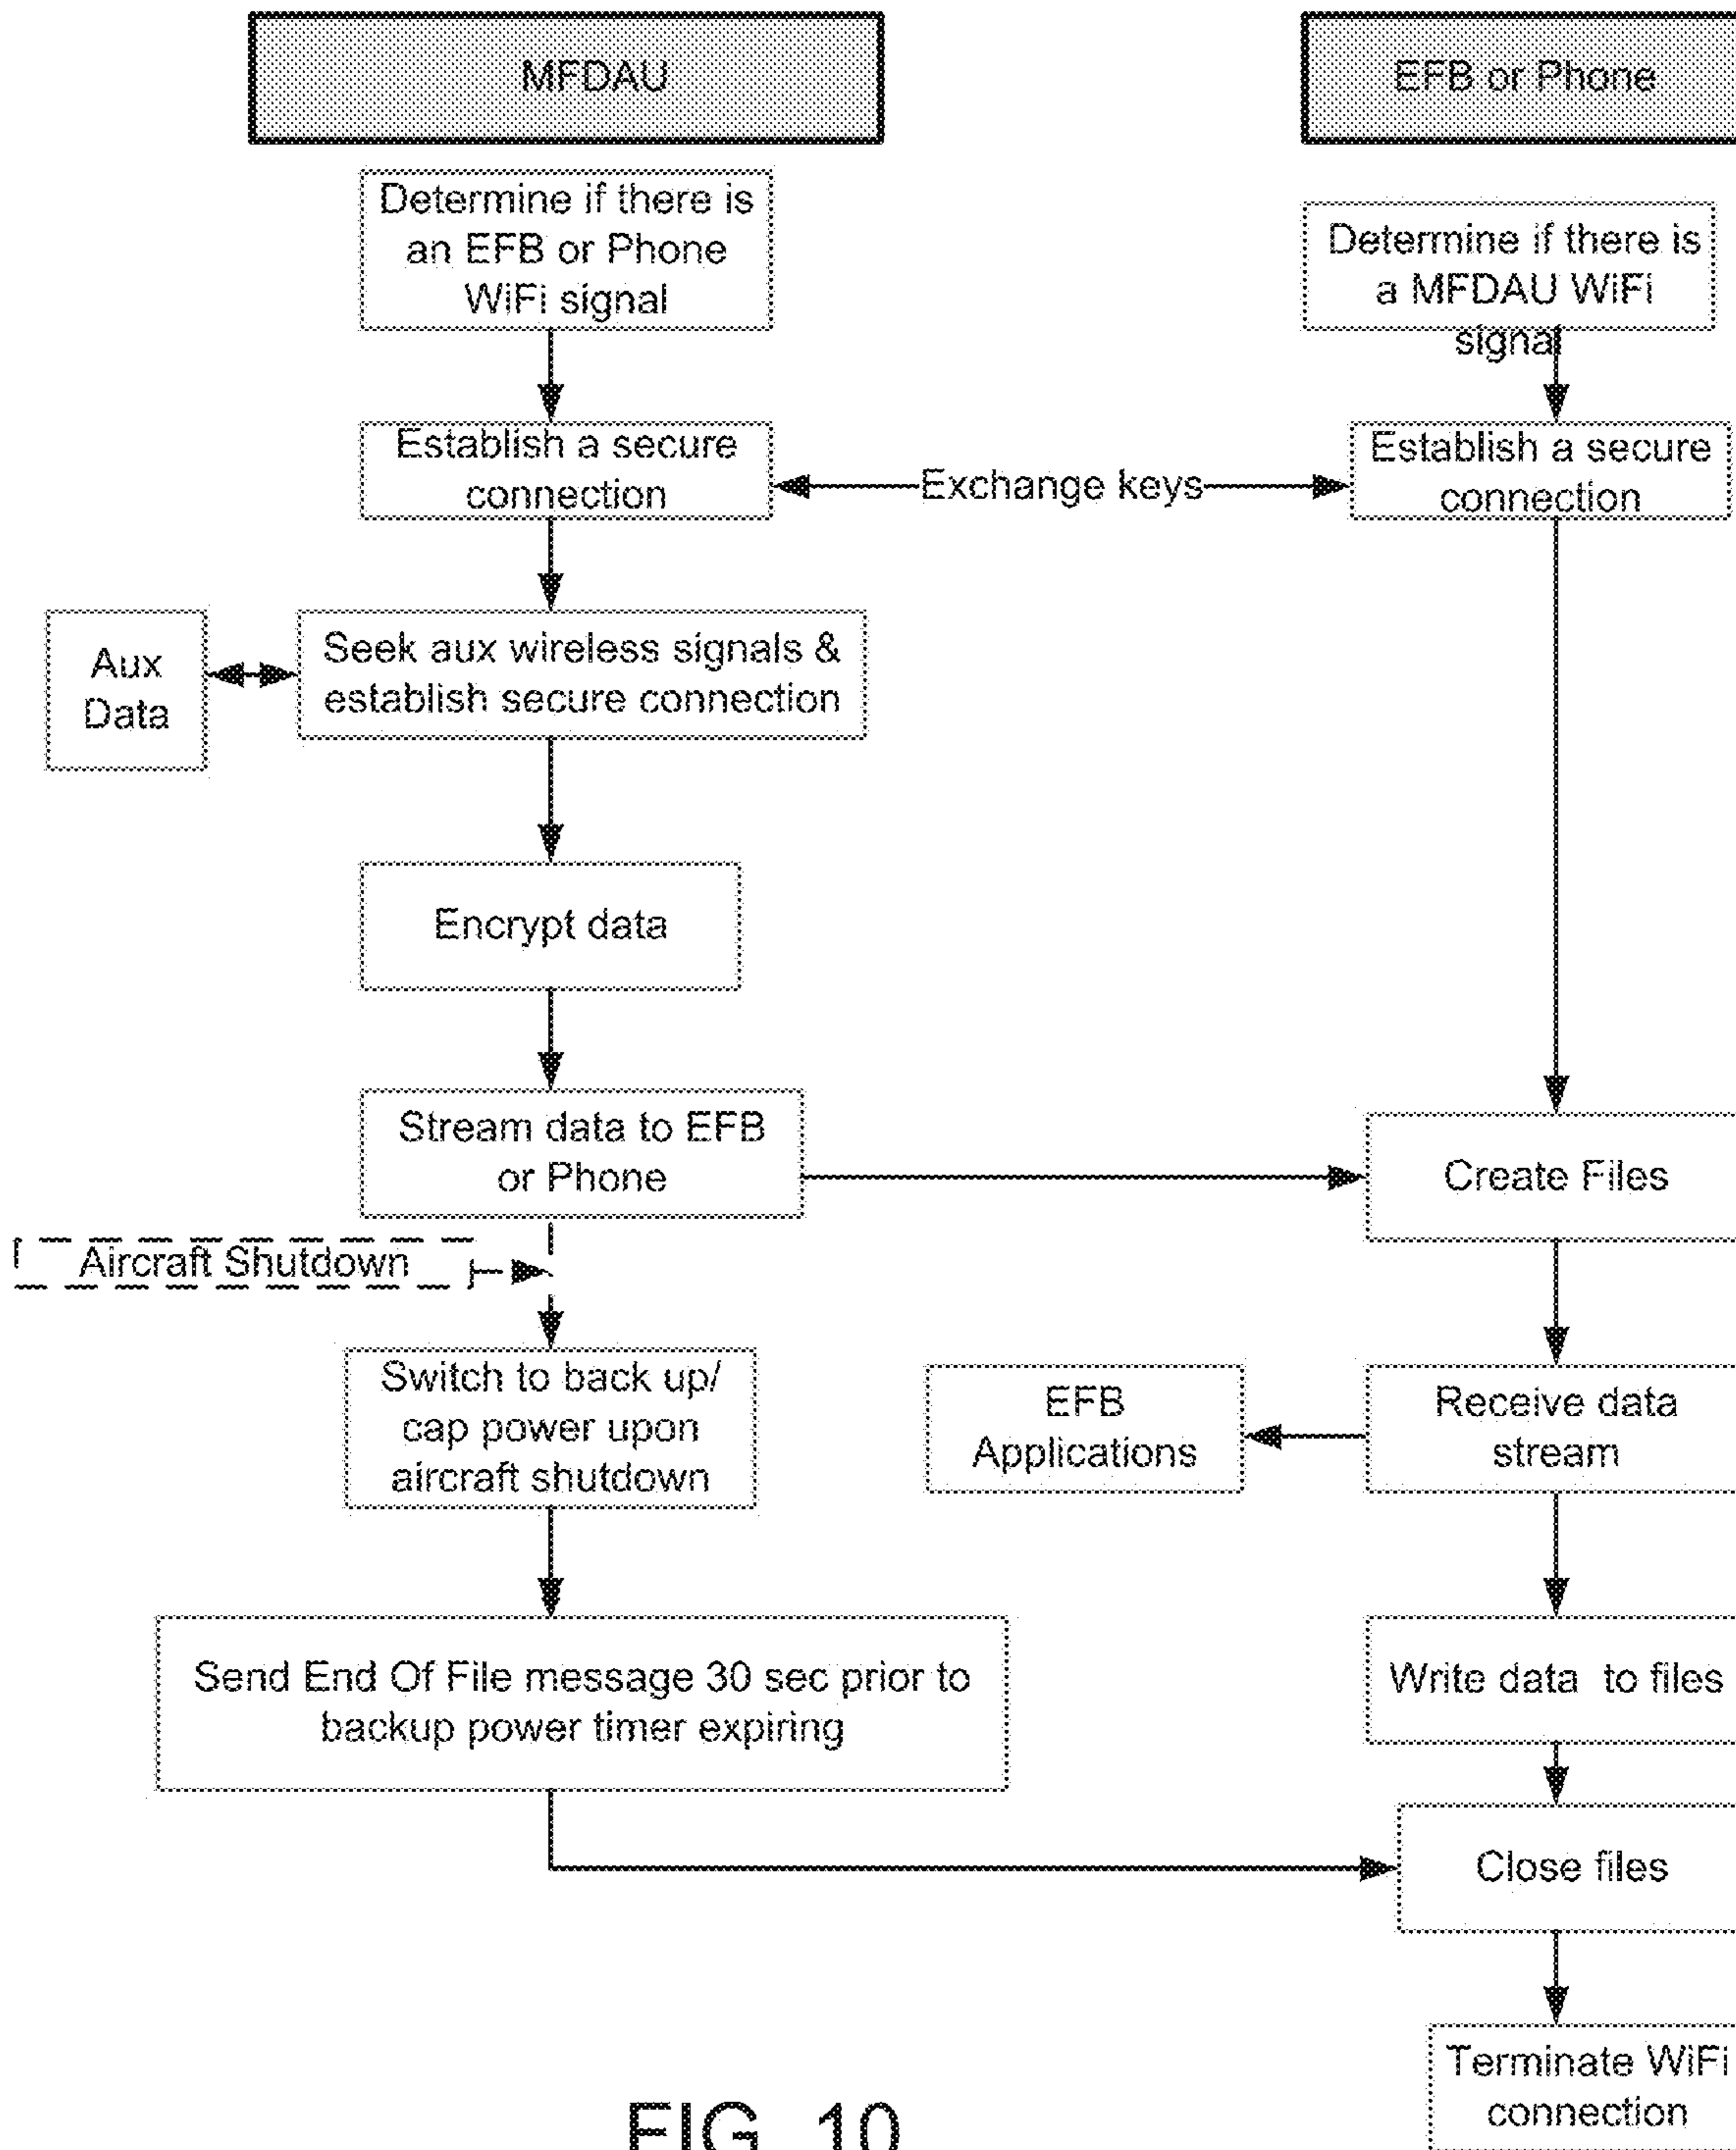 MFDAU
EFB or Phone
Determine if there is
an EFB or Phone
WiFi signal
Determine if there is
a MFDAU WiFi
signal
Establish a secure
connection
Exchange keys
Establish a secure
connection
Aux
Data
Seek aux wireless signals &
establish secure connection
Encrypt data
Stream data to EFB
or Phone
Create Files
Aircraft Shutdown
Switch to back up/
cap power upon
aircraft shutdown
EFB
Applications
Receive data
stream
Send End Of File message 30 sec prior to
backup power timer expiring
Write data to files
Close files
Terminate WiFi
connection
FIG. 10